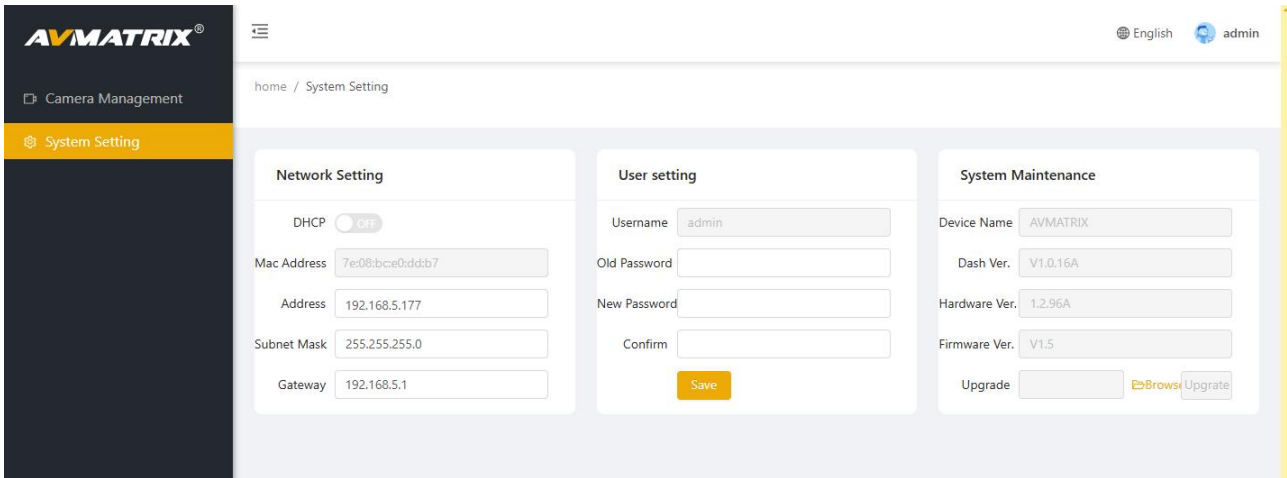 AVMATRIX®
English admin
Camera Management
System Setting
home / System Setting
Network Setting
DHCP OFF
Mac Address 7e:08:bc:e0:dd:b7
Address 192.168.5.177
Subnet Mask 255.255.255.0
Gateway 192.168.5.1
User setting
Username admin
Old Password
New Password
Confirm
Save
System Maintenance
Device Name AVMATRIX
Dash Ver. V1.0.16A
Hardware Ver. 1.2.96A
Firmware Ver. V1.5
Upgrade Browse Upgrate